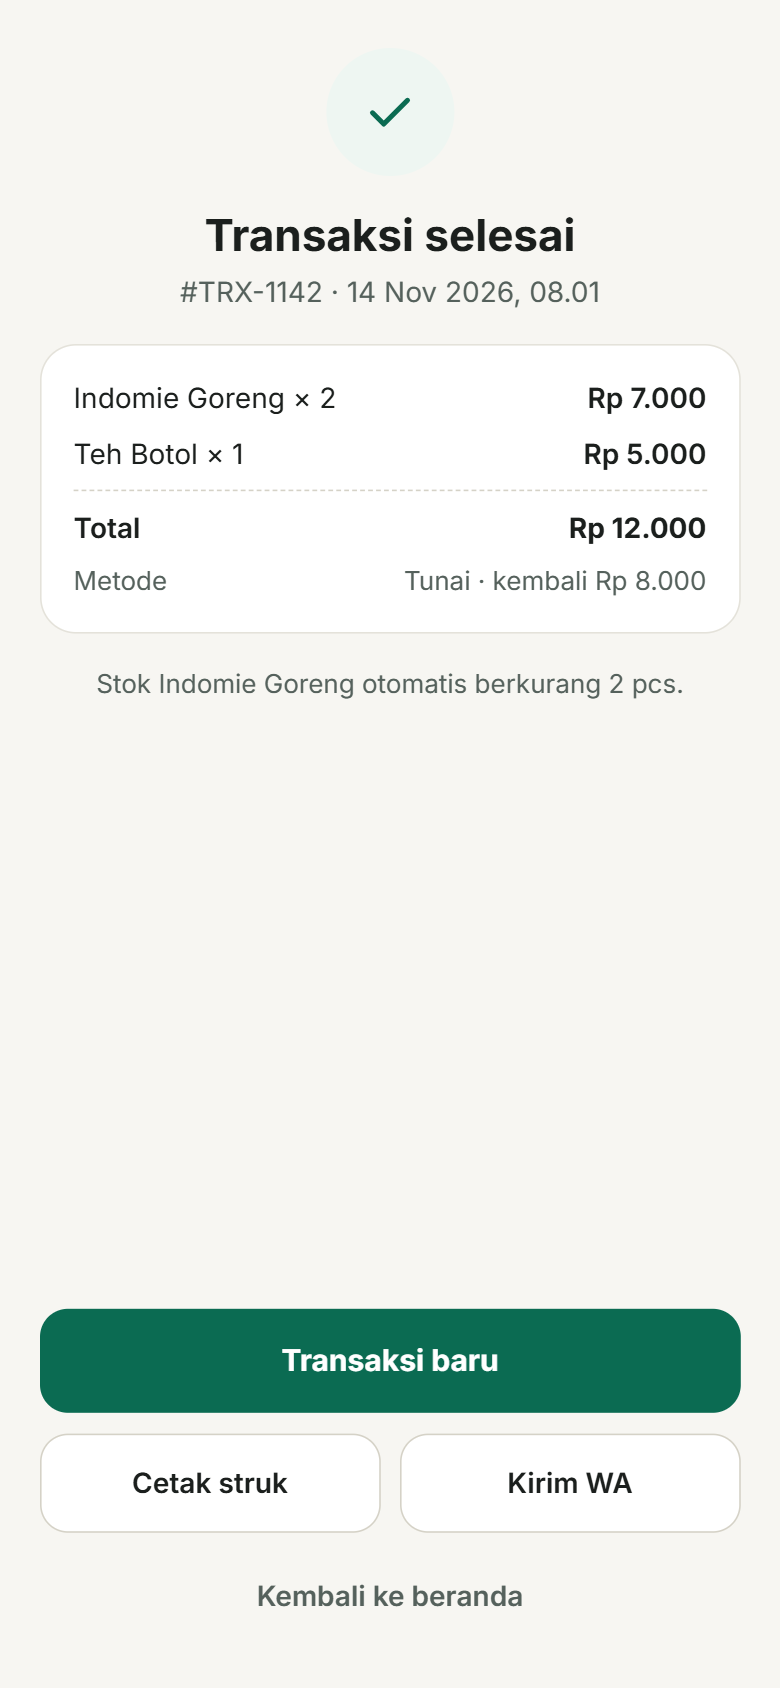 Transaksi selesai
#TRX-1142 · 14 Nov 2026, 08.01
Indomie Goreng × 2 Rp 7.000
Teh Botol × 1 Rp 5.000
Total Rp 12.000
Metode Tunai · kembali Rp 8.000
Stok Indomie Goreng otomatis berkurang 2 pcs.
Transaksi baru
Cetak struk Kirim WA
Kembali ke beranda